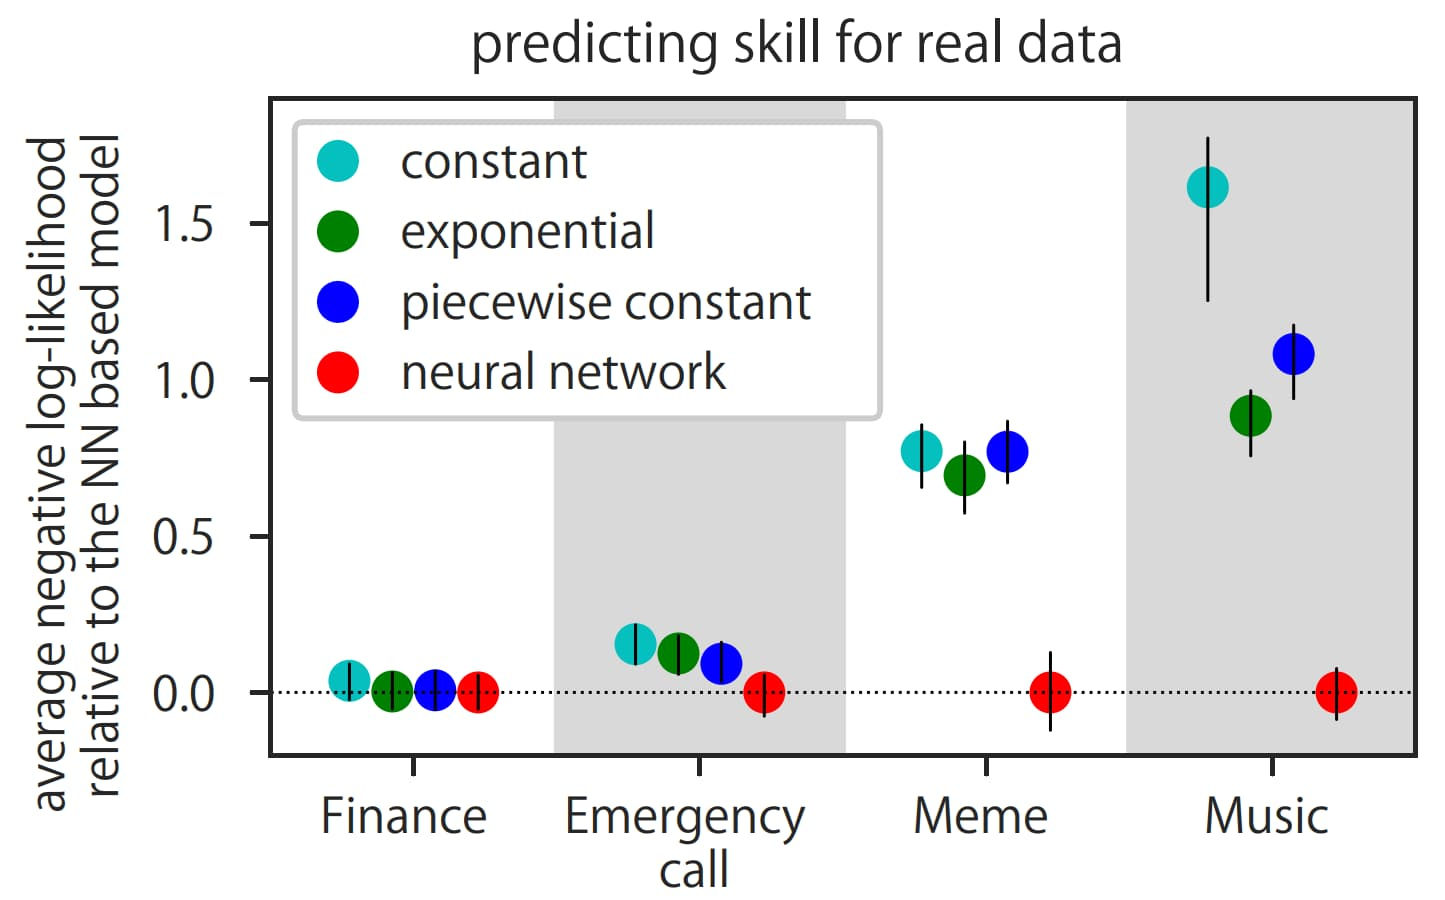 predicting skill for real data
average negative log-likelihood
relative to the NN based model
constant
exponential
piecewise constant
neural network
1.5
1.0
0.5
0.0
Finance
Emergency
call
Meme
Music